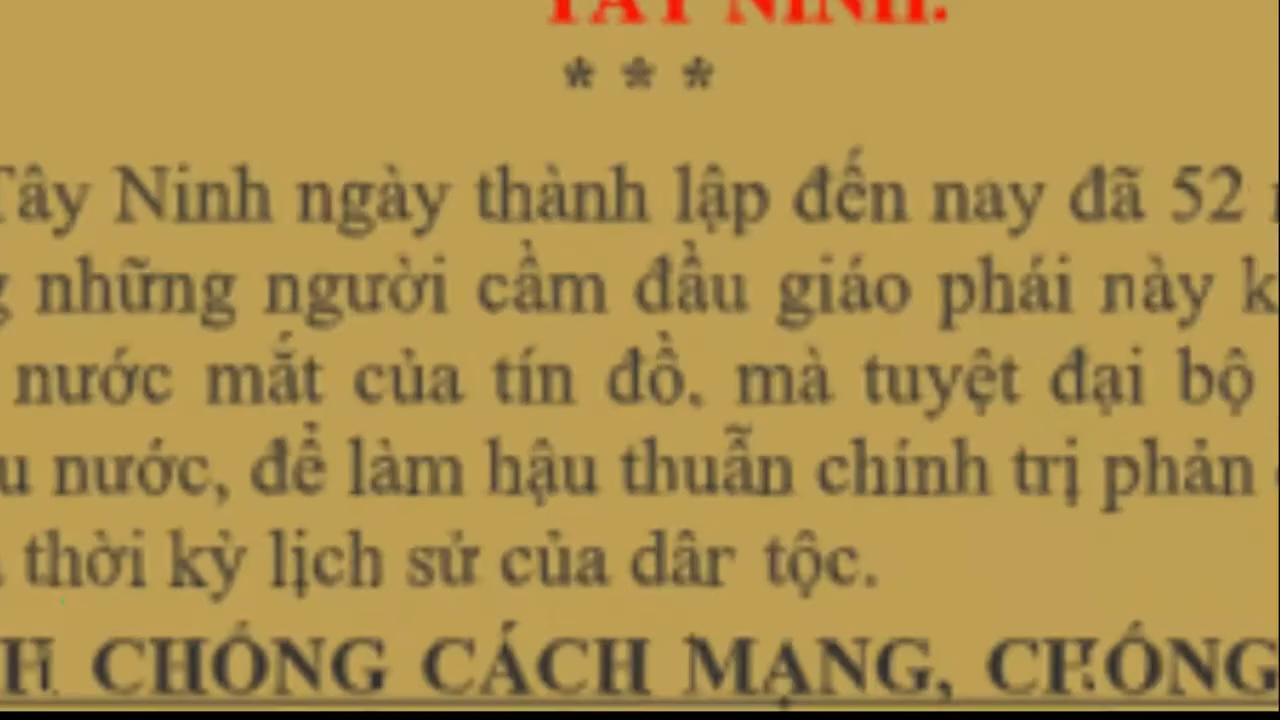 TÂY NINH.
* * *
Tây Ninh ngày thành lập đến nay đã 52
những người cầm đầu giáo phái này
nước mắt của tín đồ. mà tuyệt đại bộ
nước, để làm hậu thuẫn chính trị phản
thời kỳ lịch sử của dân tộc.
CHỐNG CÁCH MẠNG, CHỐNG